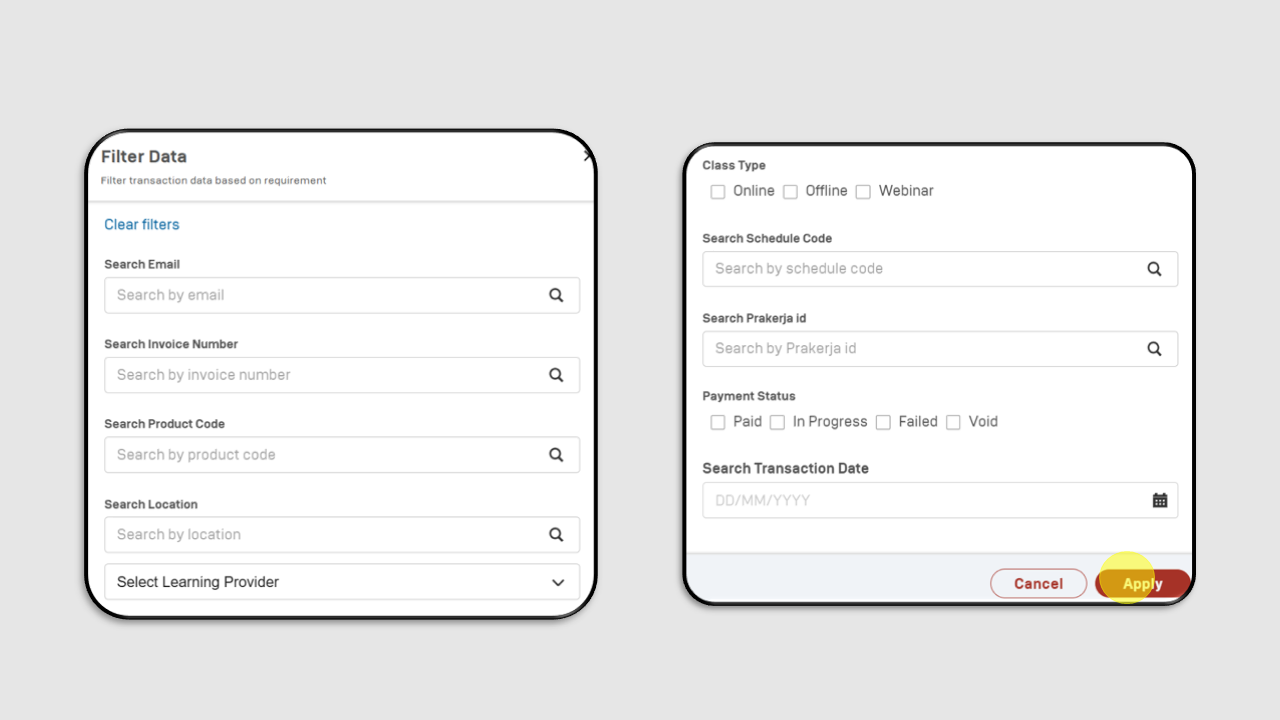 Filter Data
Filter transaction data based on requirement
Clear filters
Search Email
Search by email
Search Invoice Number
Search by invoice number
Search Product Code
Search by product code
Search Location
Search by location
Select Learning Provider
Class Type
Online Offline Webinar
Search Schedule Code
Search by schedule code
Search Prakerja id
Search by Prakerja id
Payment Status
Paid In Progress Failed Void
Search Transaction Date
DD/MM/YYYY
Cancel Apply